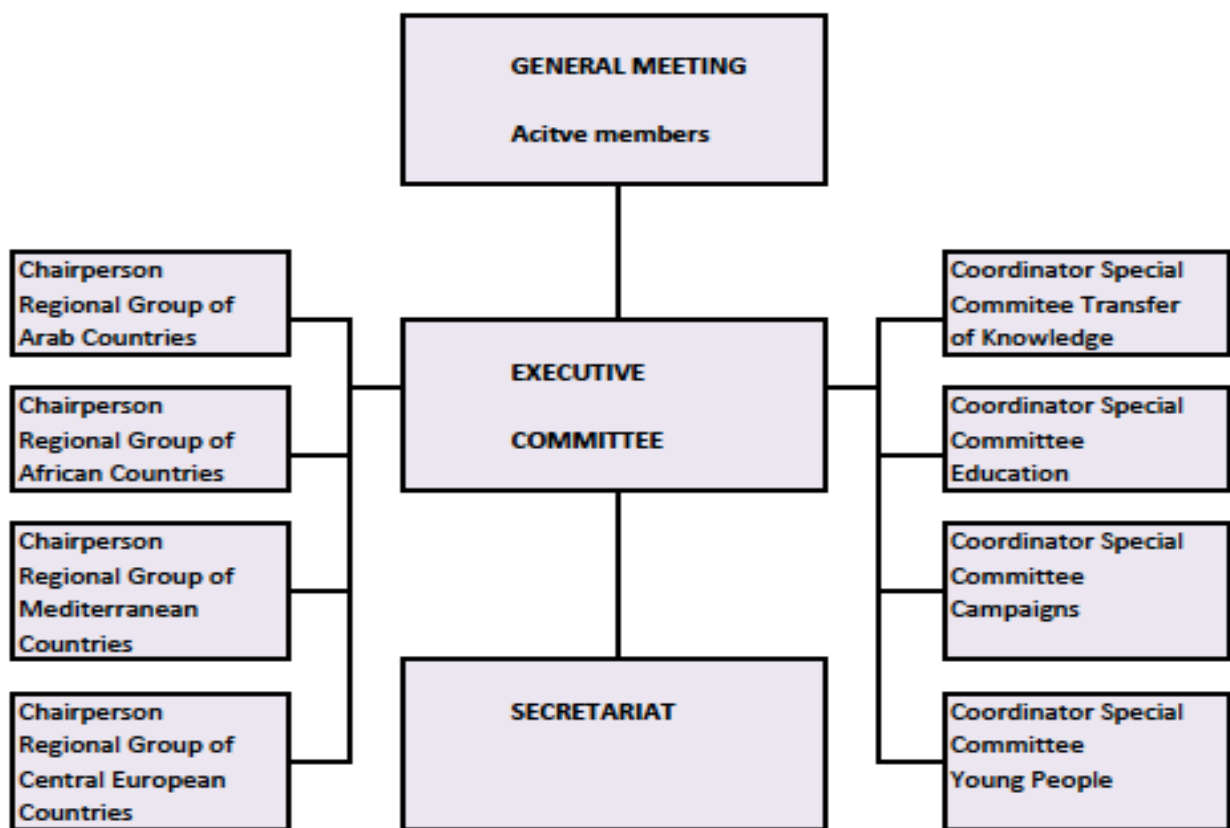 GENERAL MEETING
Acitve members
Chairperson
Regional Group of
Arab Countries
Chairperson
Regional Group of
African Countries
Chairperson
Regional Group of
Mediterranean
Countries
Chairperson
Regional Group of
Central European
Countries
EXECUTIVE
COMMITTEE
SECRETARIAT
Coordinator Special
Commitee Transfer
of Knowledge
Coordinator Special
Committee
Education
Coordinator Special
Committee
Campaigns
Coordinator Special
Committee
Young People